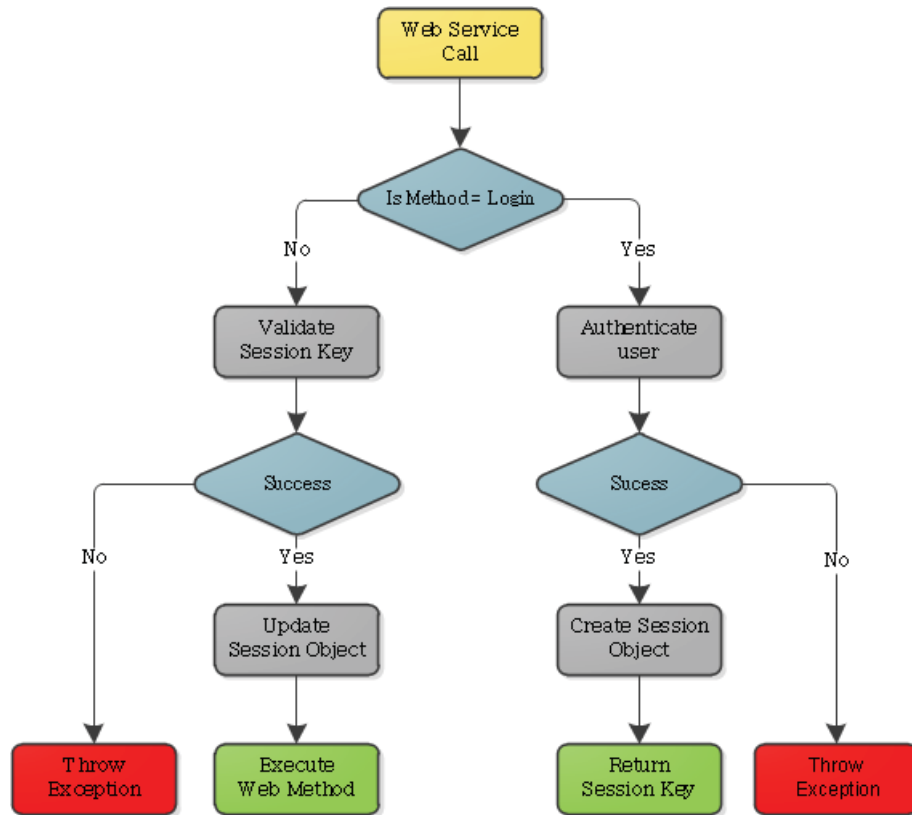 Web Service
Call
Is Method = Login
No
Yes
Validate
Session Key
Authenticate
user
Success
Sucess
No
Yes
Yes
No
Update
Session Object
Create Session
Object
Throw
Exception
Execute
Web Method
Return
Session Key
Throw
Exception